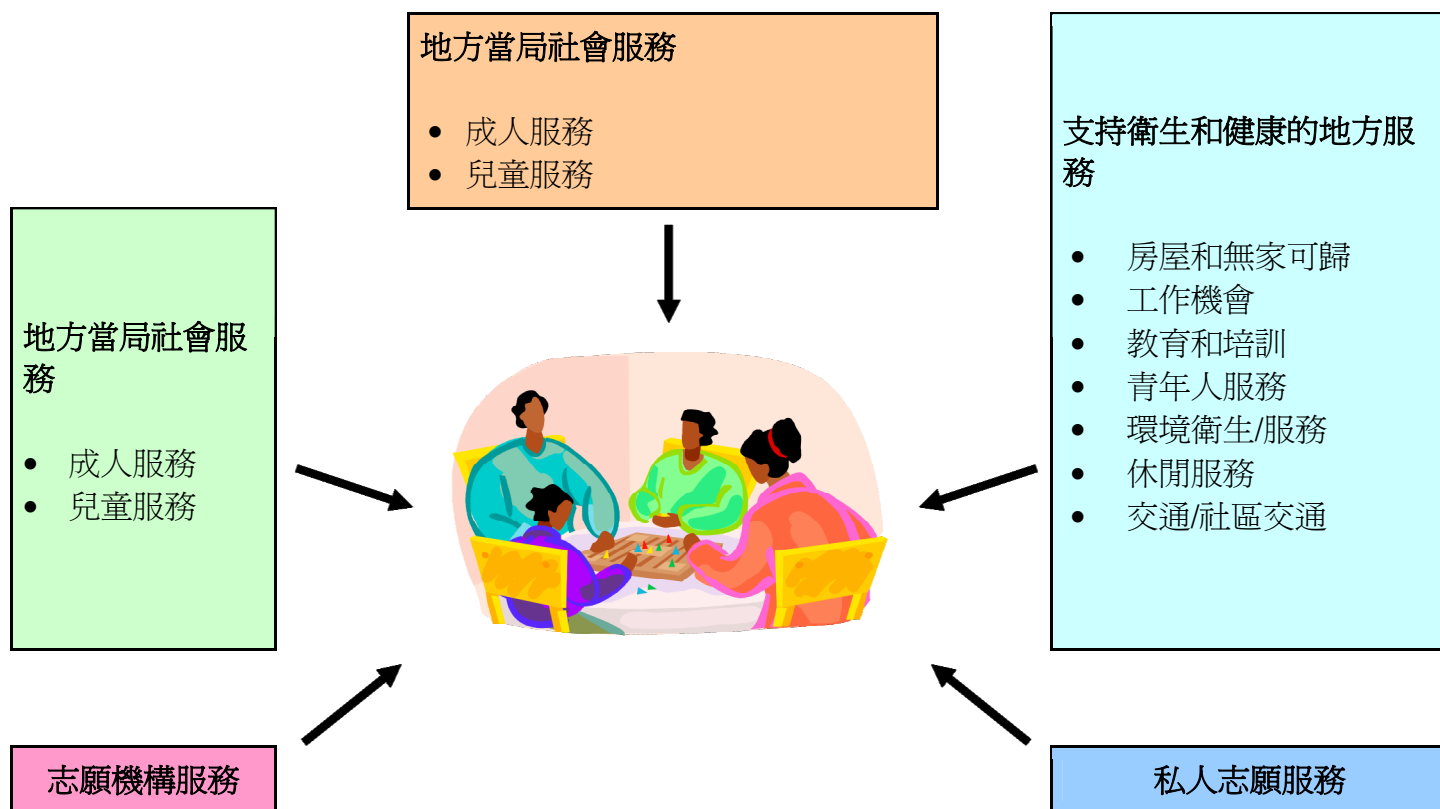 地方當局社會服務
• 成人服務
• 兒童服務
地方當局社會服
務
• 成人服務
• 兒童服務
支持衛生和健康的地方服
務
• 房屋和無家可歸
• 工作機會
• 教育和培訓
• 青年人服務
• 環境衛生/服務
• 休閒服務
• 交通/社區交通
志願機構服務
私人志願服務